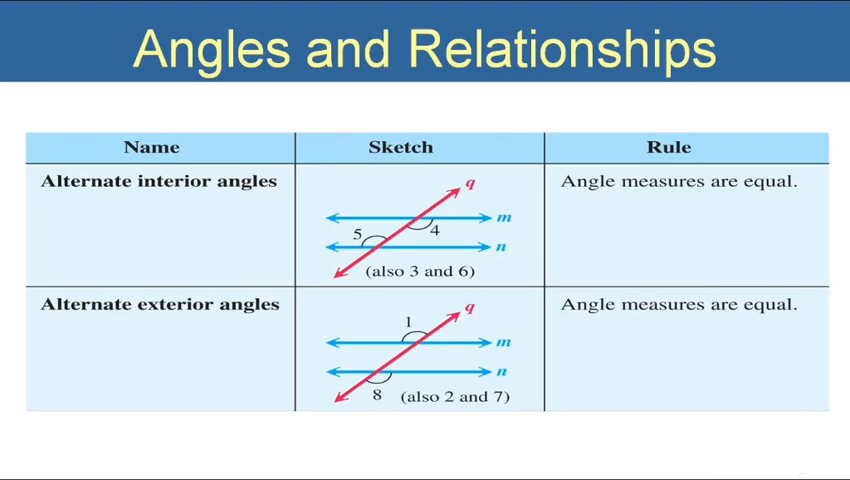 Angles and Relationships
Name Sketch Rule
Alternate interior angles
q
Angle measures are equal.
m
5 4
n
(also 3 and 6)
Alternate exterior angles
q
Angle measures are equal.
1
m
n
8 (also 2 and 7)